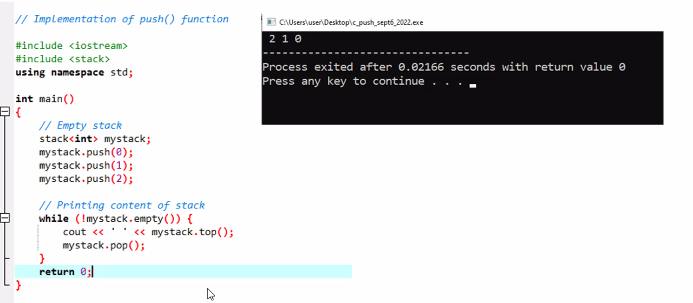 // Implementation of push() function
#include <iostream>
#include <stack>
using namespace std;
int main()
{
// Empty stack
stack<int> mystack;
mystack.push(0);
mystack.push(1);
mystack.push(2);
// Printing content of stack
while (!mystack.empty()) {
cout << ' ' << mystack.top();
mystack.pop();
}
return 0;
}
C:\Users\user\Desktop\c_push_sept6_2022.exe
2 1 0
--------------------------------
Process exited after 0.02166 seconds with return value 0
Press any key to continue . . .